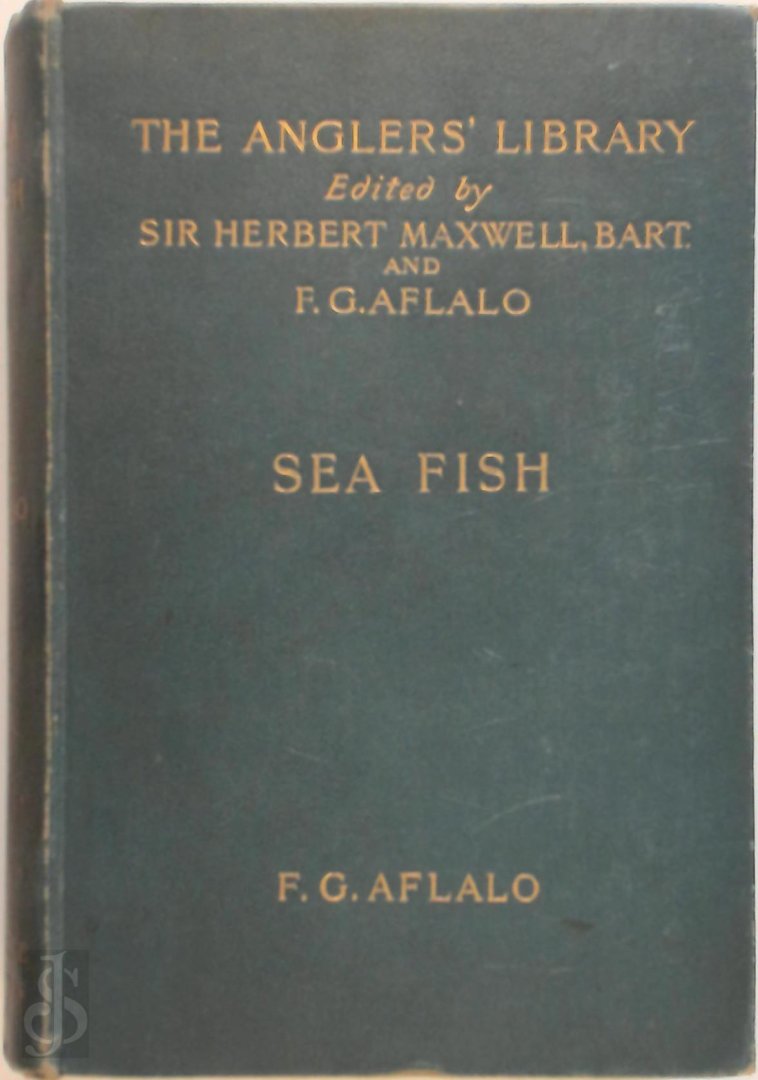 THE ANGLERS' LIBRARY
Edited by
SIR HERBERT MAXWELL, BART.
AND
F. G. AFLALO
SEA FISH
F. G. AFLALO